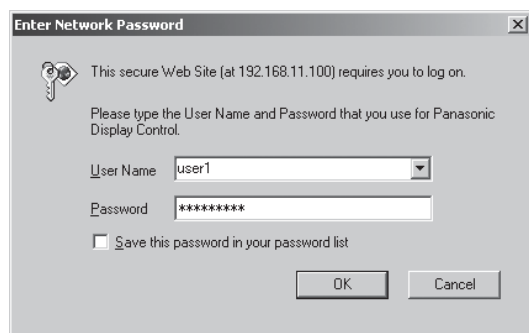 Enter Network Password
This secure Web Site (at 192.168.11.100) requires you to log on.
Please type the User Name and Password that you use for Panasonic
Display Control.
User Name user1
Password *********
Save this password in your password list
OK Cancel